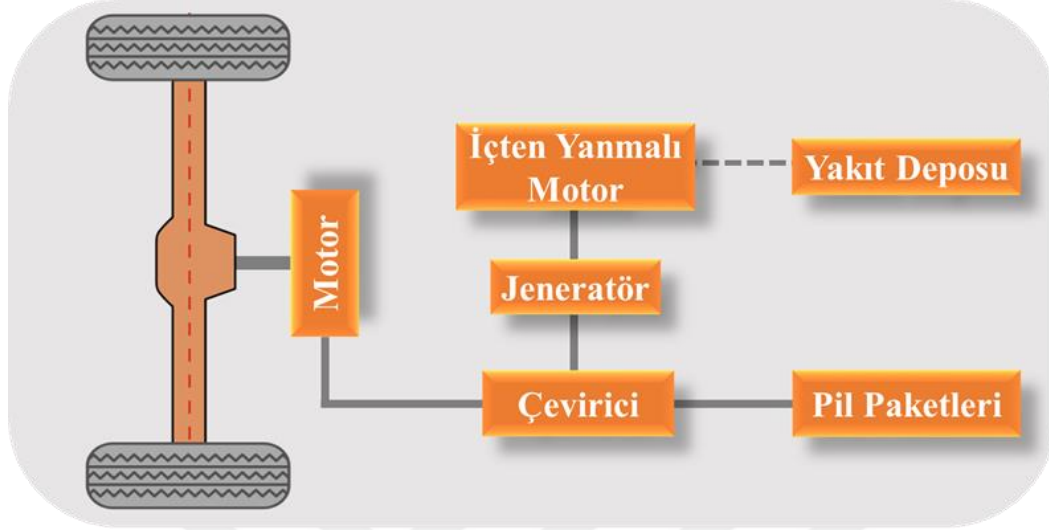 İçten Yanmalı
Motor
Yakıt Deposu
Motor
Jeneratör
Çevirici
Pil Paketleri